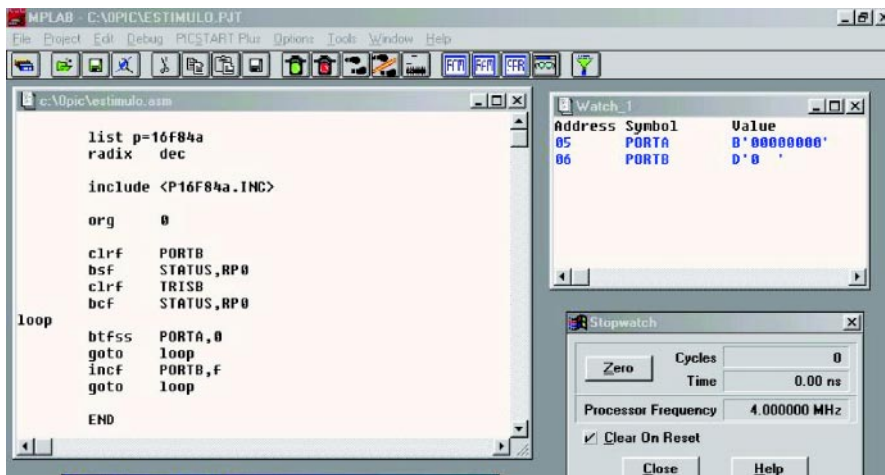 MPLAB - C:\0PIC\ESTIMULO.PJT
File Project Edit Debug PICSTART Plus Options Tools Window Help
c:\0pic\estimulo.asm
list p=16f84a
radix dec
include <P16F84a.INC>
org 0
clrf PORTB
bsf STATUS,RP0
clrf TRISB
bcf STATUS,RP0
loop
btfss PORTA,0
goto loop
incf PORTB,f
goto loop
END
Watch_1
Address Symbol Value
05 PORTA B'00000000'
06 PORTB D'0 '
Stopwatch
Zero
Cycles 0
Time 0.00 ns
Processor Frequency 4.000000 MHz
Clear On Reset
Close Help